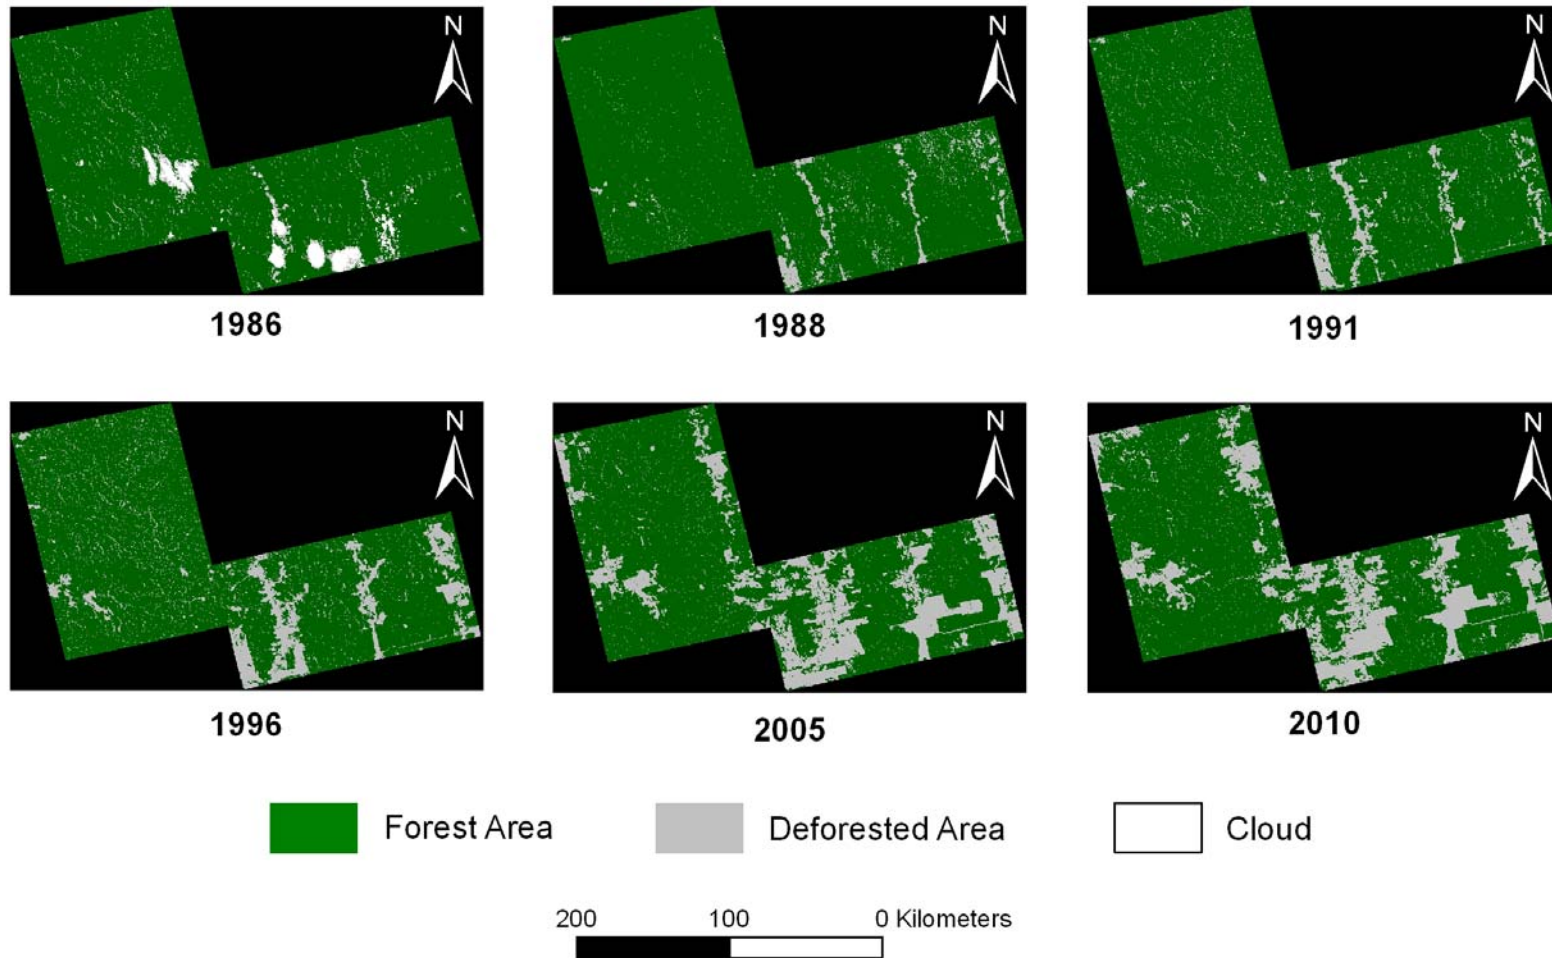 N N N
1986 1988 1991
N N N
1996 2005 2010
Forest Area Deforested Area Cloud
200 100 0 Kilometers